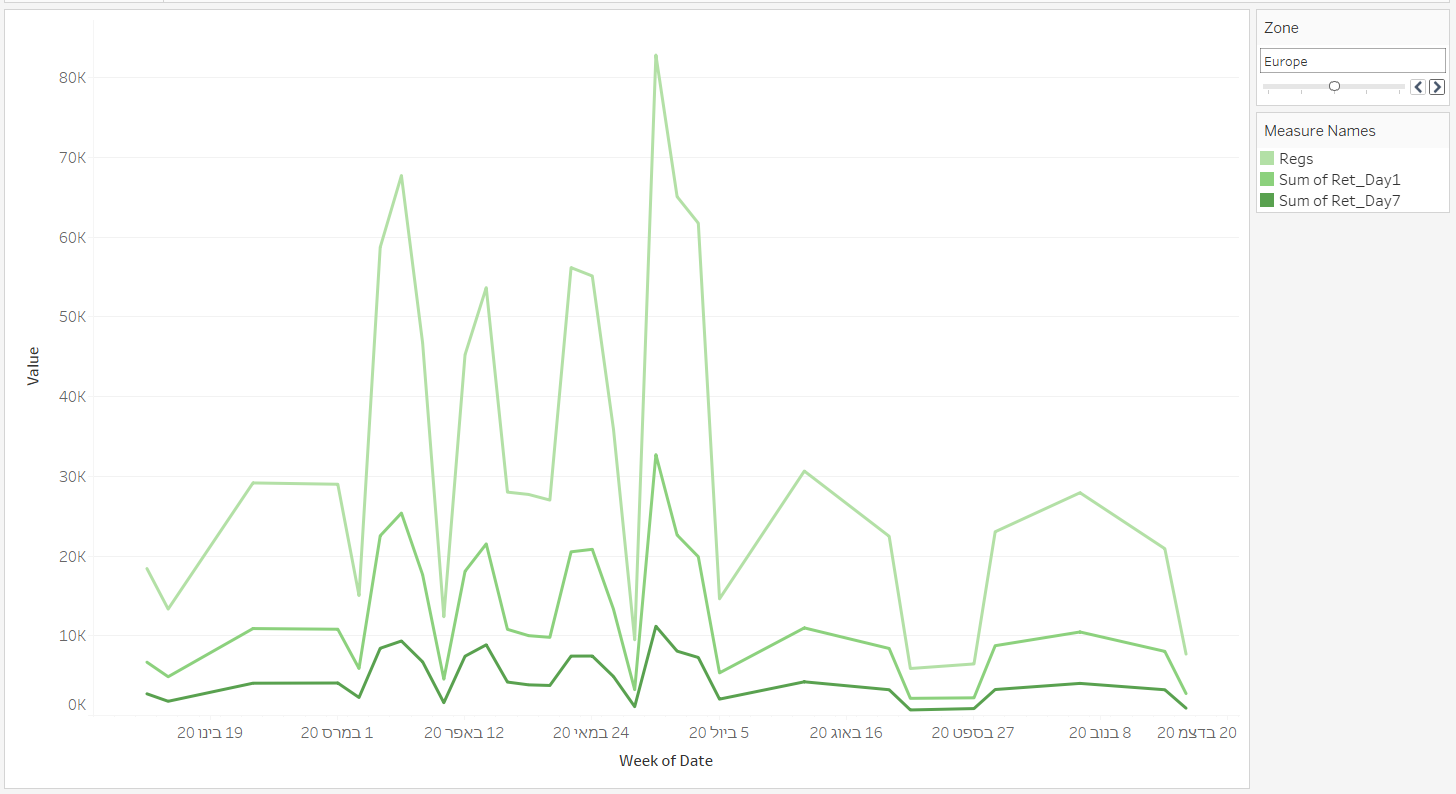 Zone
Europe
Measure Names
Regs
Sum of Ret_Day1
Sum of Ret_Day7
80K
70K
60K
50K
40K
30K
20K
10K
0K
Value
19 בינו 20
1 במרס 20
12 באפר 20
24 במאי 20
5 ביול 20
16 באוג 20
27 בספט 20
8 בנוב 20
20 בדצמ 20
Week of Date